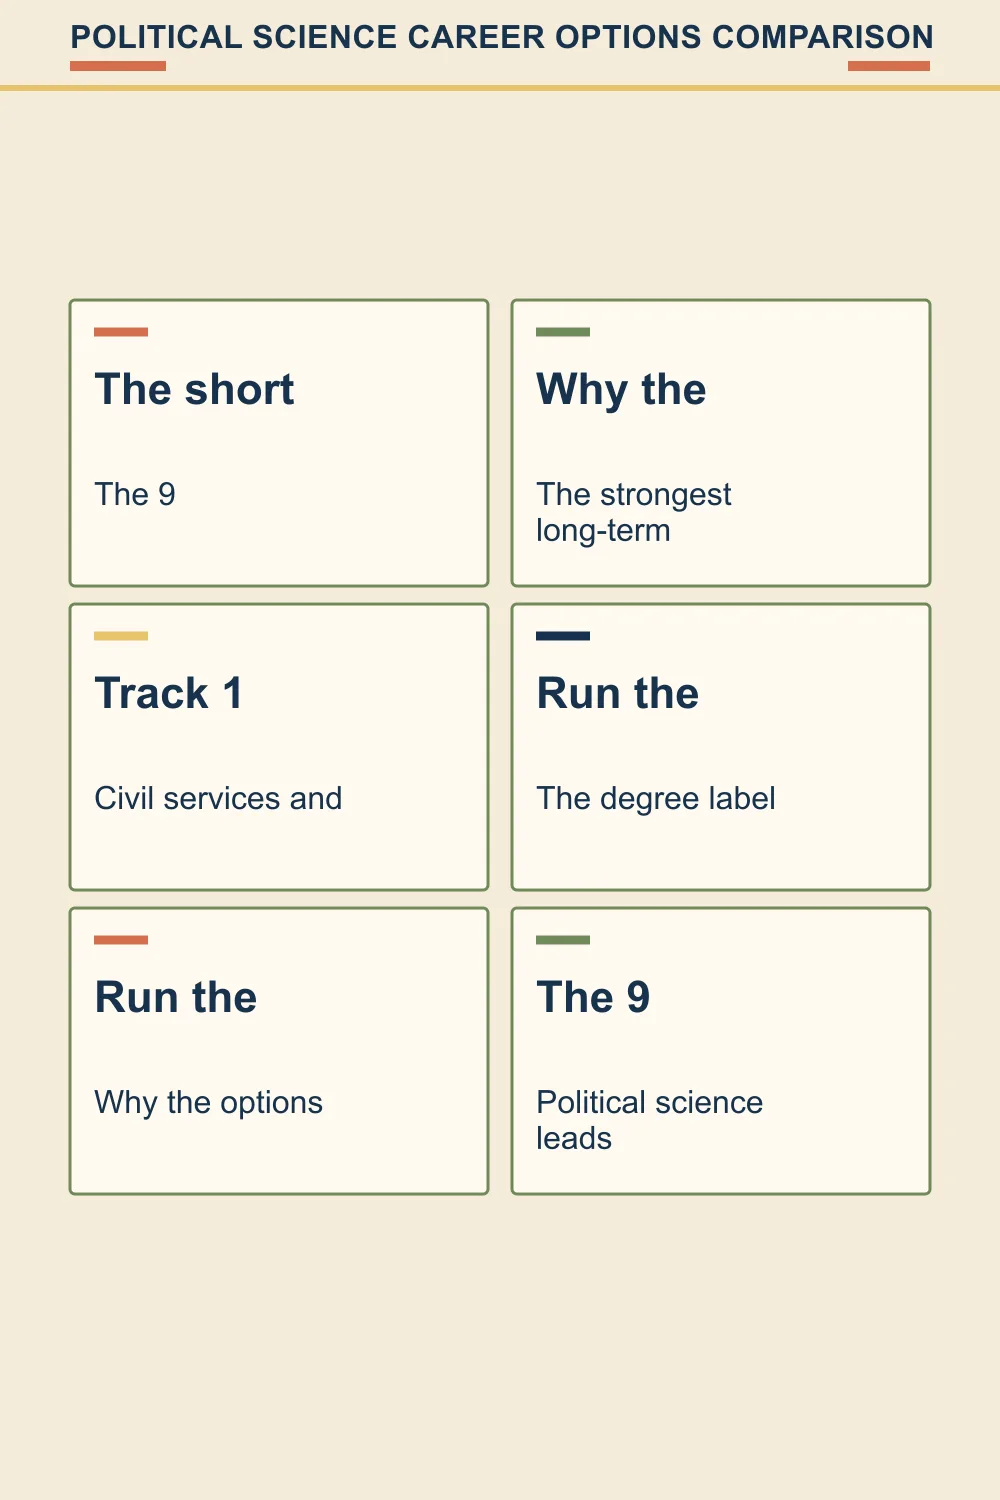 POLITICAL SCIENCE CAREER OPTIONS COMPARISON
The short
The 9
Why the
The strongest
long-term
Track 1
Civil services and
Run the
The degree label
Run the
Why the options
The 9
Political science
leads